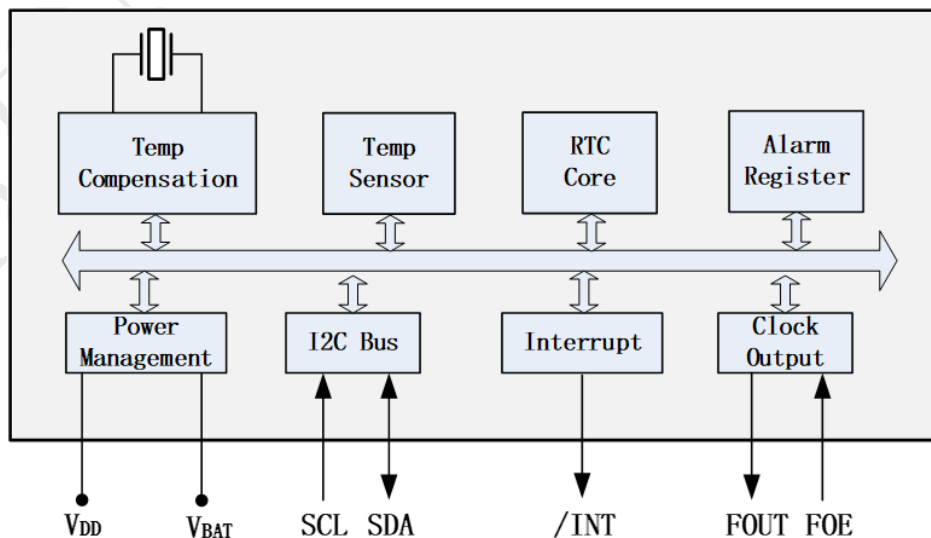 Temp
Compensation
Temp
Sensor
RTC
Core
Alarm
Register
Power
Management
I2C Bus
Interrupt
Clock
Output
VDD
VBAT
SCL
SDA
/INT
FOUT
FOE